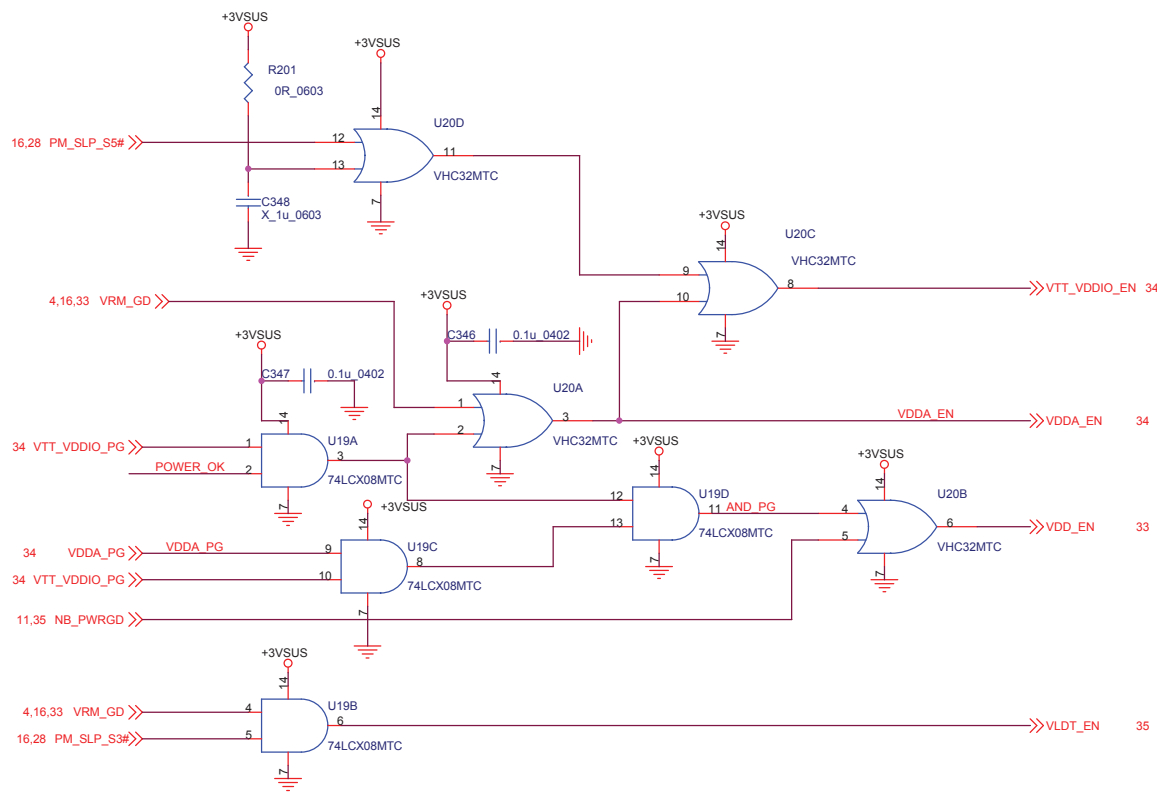 +3VSUS
+3VSUS
R201
0R_0603
14
U20D
16,28 PM_SLP_S5#
12
11
13
VHC32MTC
C348
X_1u_0603
7
+3VSUS
U20C
14
VHC32MTC
9
4,16,33 VRM_GD
+3VSUS
10
8
VTT_VDDIO_EN 34
+3VSUS
C346
0.1u_0402
7
C347
0.1u_0402
14
U20A
14
1
3
VDDA_EN
VDDA_EN 34
34 VTT_VDDIO_PG
1
U19A
2
VHC32MTC
+3VSUS
POWER_OK
2
3
7
14
+3VSUS
74LCX08MTC
U19D
14
U20B
7
+3VSUS
12
11
AND_PG
4
14
U19C
13
74LCX08MTC
6
VDD_EN 33
34 VDDA_PG
VDDA_PG
9
8
5
VHC32MTC
34 VTT_VDDIO_PG
10
74LCX08MTC
7
7
11,35 NB_PWRGD
7
+3VSUS
14
U19B
4,16,33 VRM_GD
4
6
VLDT_EN 35
16,28 PM_SLP_S3#
5
74LCX08MTC
7